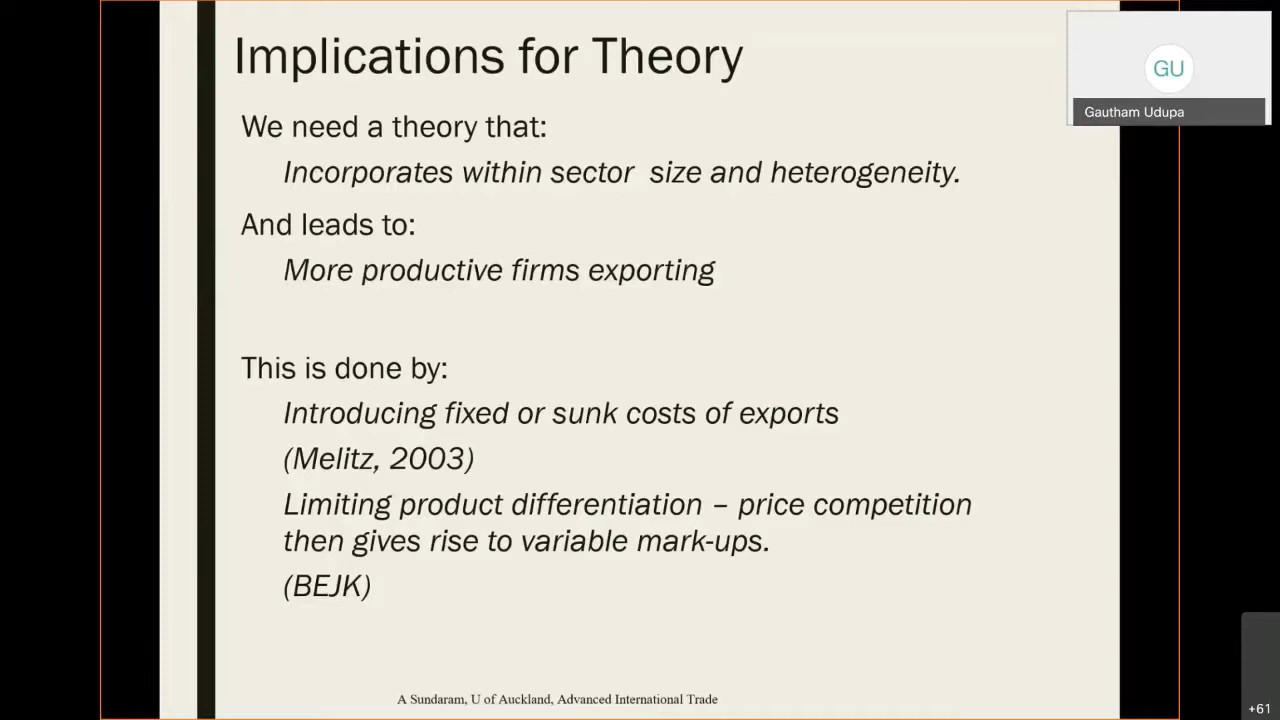 Implications for Theory
We need a theory that:
Incorporates within sector size and heterogeneity.
And leads to:
More productive firms exporting
This is done by:
Introducing fixed or sunk costs of exports
(Melitz, 2003)
Limiting product differentiation – price competition
then gives rise to variable mark-ups.
(BEJK)
A Sundaram, U of Auckland, Advanced International Trade
GU
Gautham Udupa
+61